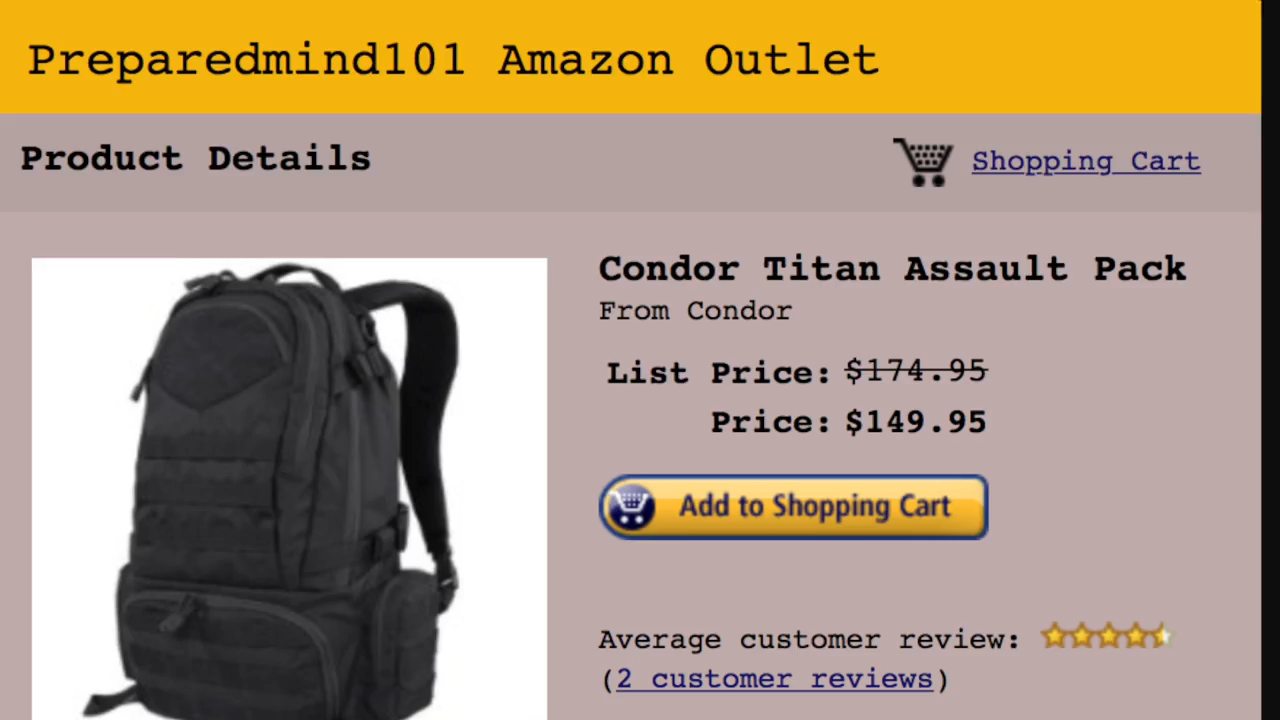 Preparedmind101 Amazon Outlet
Product Details
Shopping Cart
Condor Titan Assault Pack
From Condor
List Price: $174.95
Price: $149.95
Add to Shopping Cart
Average customer review:
(2 customer reviews)